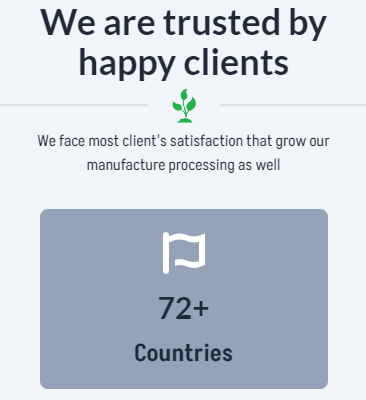 We are trusted by
happy clients
We face most client's satisfaction that grow our
manufacture processing as well
72+
Countries